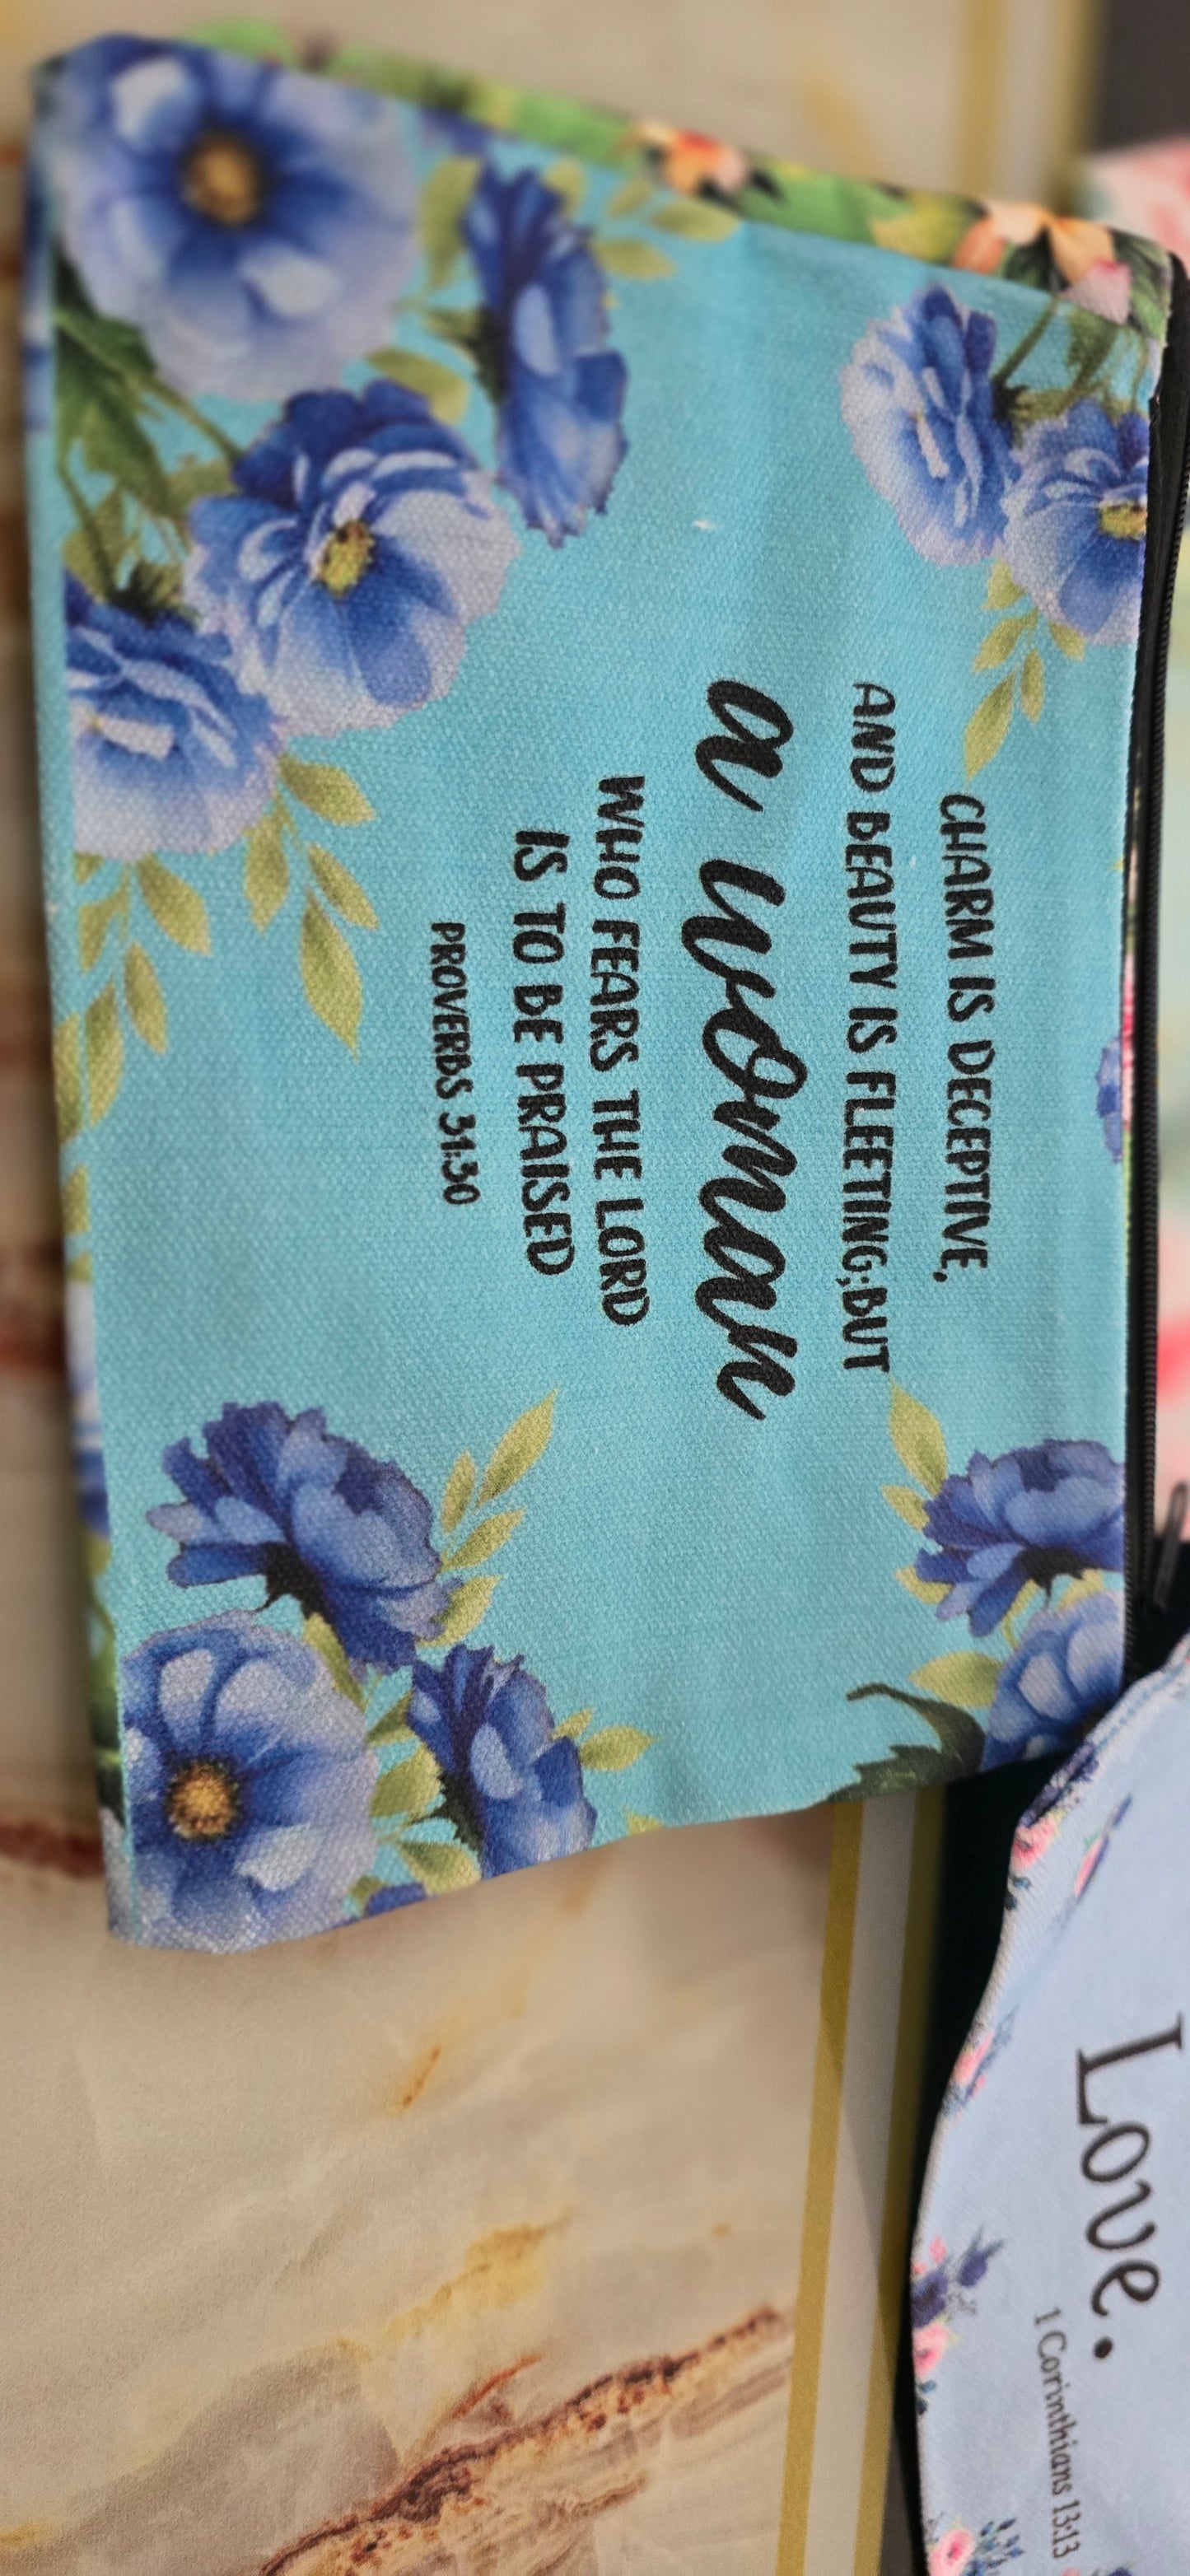 CHARM IS DECEPTIVE,
AND BEAUTY IS FLEETING;BUT
a woman
WHO FEARS THE LORD
IS TO BE PRAISED
PROVERBS 31:30
Love.
1 Corinthians 13:13